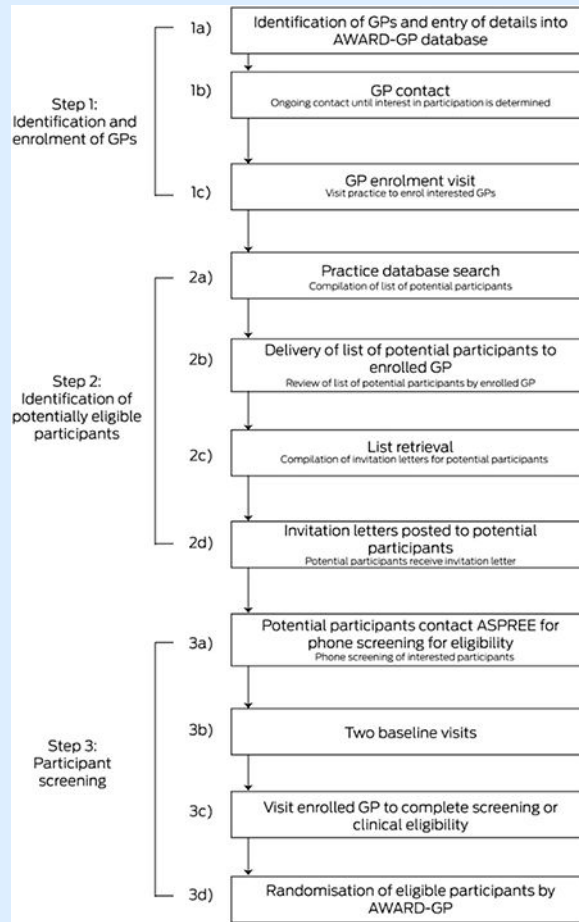 1a)
Identification of GPs and entry of details into
AWARD-GP database
Step 1:
Identification and
enrolment of GPs
1b)
GP contact
Ongoing contact until interest in participation is determined
1c)
GP enrolment visit
Visit practice to enrol interested GPs
2a)
Practice database search
Compilation of list of potential participants
Step 2:
Identification of
potentially eligible
participants
2b)
Delivery of list of potential participants to
enrolled GP
Review of list of potential participants by enrolled GP
2c)
List retrieval
Compilation of invitation letters for potential participants
2d)
Invitation letters posted to potential
participants
Potential participants receive invitation letter
3a)
Potential participants contact ASPREE for
phone screening for eligibility
Phone screening of interested participants
Step 3:
Participant
screening
3b)
Two baseline visits
3c)
Visit enrolled GP to complete screening or
clinical eligibility
3d)
Randomisation of eligible participants by
AWARD-GP